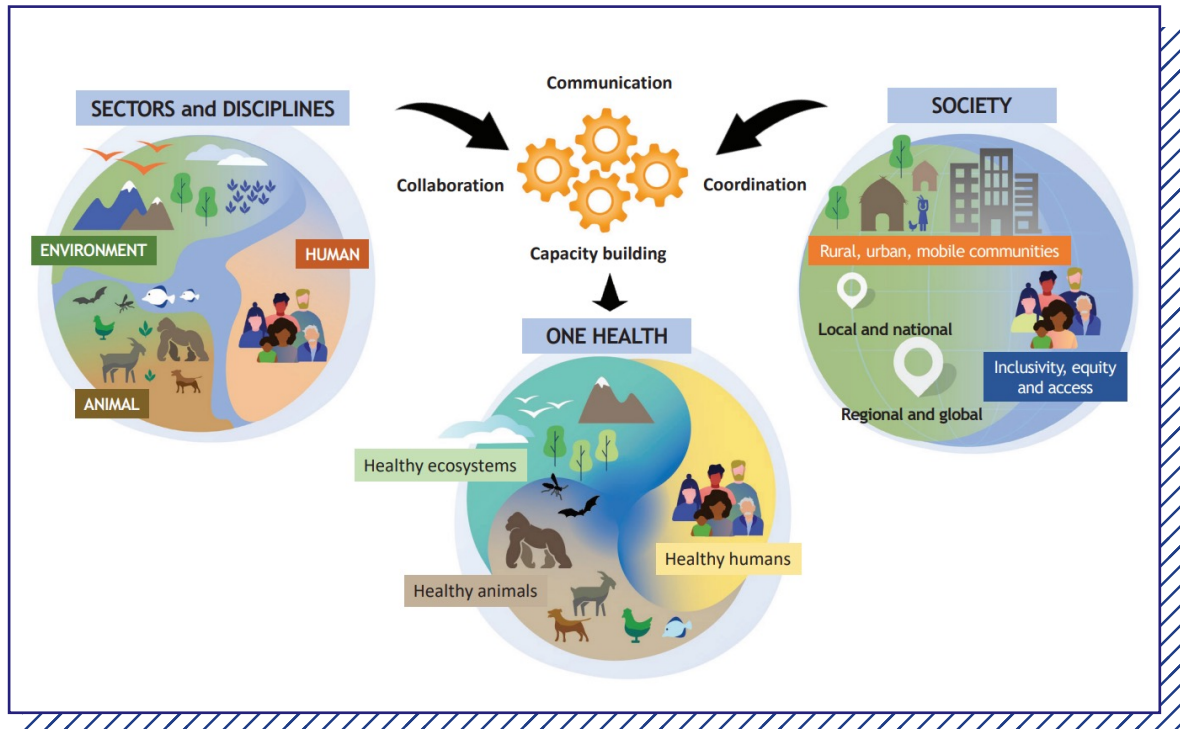 SECTORS and DISCIPLINES
ENVIRONMENT
HUMAN
ANIMAL
Communication
Collaboration
Coordination
Capacity building
SOCIETY
Rural, urban, mobile communities
Local and national
Regional and global
Inclusivity, equity
and access
ONE HEALTH
Healthy ecosystems
Healthy humans
Healthy animals